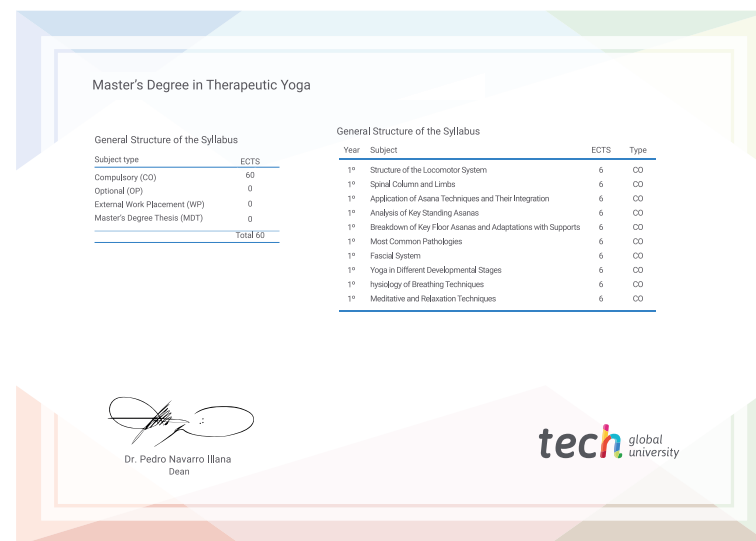 Master's Degree in Therapeutic Yoga
General Structure of the Syllabus
Subject type ECTS
Compulsory (CO) 60
Optional (OP) 0
External Work Placement (WP) 0
Master's Degree Thesis (MDT) 0
Total 60
General Structure of the Syllabus
Year Subject ECTS Type
1º Structure of the Locomotor System 6 CO
1º Spinal Column and Limbs 6 CO
1º Application of Asana Techniques and Their Integration 6 CO
1º Analysis of Key Standing Asanas 6 CO
1º Breakdown of Key Floor Asanas and Adaptations with Supports 6 CO
1º Most Common Pathologies 6 CO
1º Fascial System 6 CO
1º Yoga in Different Developmental Stages 6 CO
1º hysiology of Breathing Techniques 6 CO
1º Meditative and Relaxation Techniques 6 CO
Dr. Pedro Navarro Illana
Dean
tech global
university